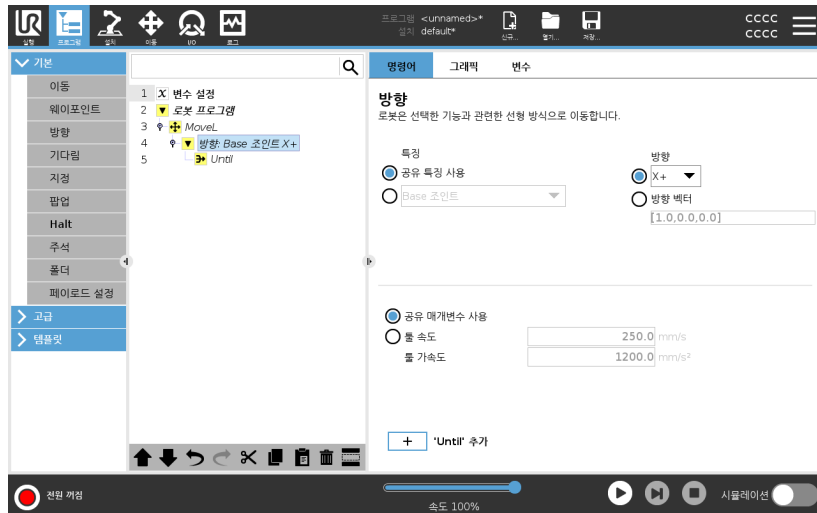 UR
프로그램 <unnamed>*
설치 default*
CCCC
CCCC
실행
프로그램
설치
이동
I/O
로그
신규...
열기...
저장...
기본
이동
웨이포인트
방향
기다림
지정
팝업
Halt
주석
폴더
페이로드 설정
고급
템플릿
1 X 변수 설정
2 로봇 프로그램
3 MoveL
4 방향: Base 조인트 X+
5 Until
명령어 그래픽 변수
방향
로봇은 선택한 기능과 관련한 선형 방식으로 이동합니다.
특징
공유 특징 사용
Base 조인트
방향
X+
방향 벡터
[1.0,0.0,0.0]
공유 매개변수 사용
툴 속도 250.0 mm/s
툴 가속도 1200.0 mm/s²
+ 'Until' 추가
전원 꺼짐
속도 100%
시뮬레이션